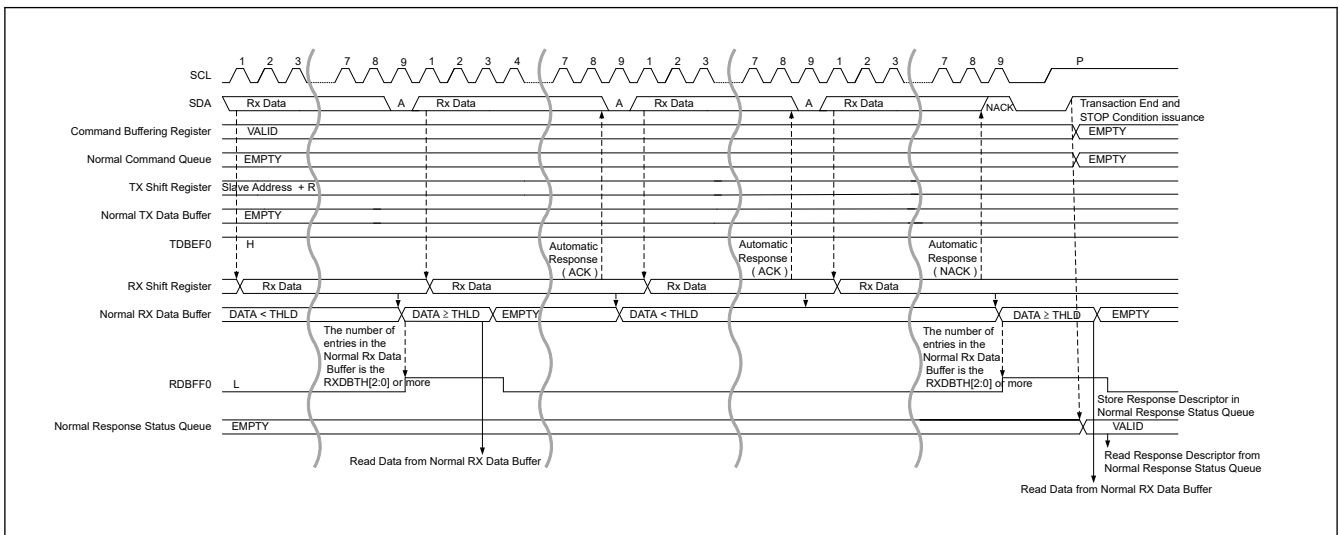 1 2 3 7 8 9 1 2 3 4 7 8 9 1 2 3 7 8 9 1 2 3 7 8 9 P
SCL
SDA Rx Data A Rx Data A Rx Data A Rx Data NACK Transaction End and
STOP Condition issuance
Command Buffering Register VALID EMPTY
Normal Command Queue EMPTY EMPTY
TX Shift Register Slave Address + R
Normal TX Data Buffer EMPTY
TDBEF0 H
Automatic
Response
( ACK )
Automatic
Response
( ACK )
Automatic
Response
( NACK )
RX Shift Register Rx Data Rx Data Rx Data Rx Data
Normal RX Data Buffer DATA < THLD DATA ≥ THLD EMPTY DATA < THLD DATA ≥ THLD EMPTY
The number of
entries in the
Normal Rx Data
Buffer is the
RXDBTH[2:0] or more
The number of
entries in the
Normal Rx Data
Buffer is the
RXDBTH[2:0] or more
RDBFF0 L
Store Response Descriptor in
Normal Response Status Queue
Normal Response Status Queue EMPTY VALID
Read Data from Normal RX Data Buffer
Read Response Descriptor from
Normal Response Status Queue
Read Data from Normal RX Data Buffer